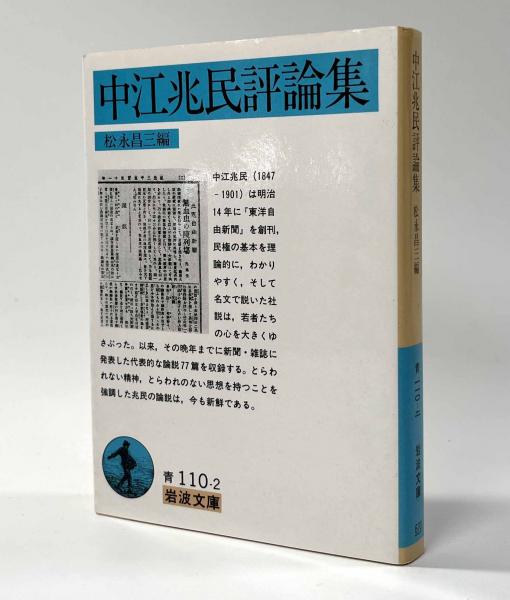 中江兆民評論集
松永昌三編
中江兆民(1847
-1901)は明治
14年に「東洋自
由新聞」を創刊,
民権の基本を理
論的に,わかり
やすく,そして
名文で説いた社
説は,若者たち
の心を大きくゆ
さぶった。以来,その晩年までに新聞・雑誌に
発表した代表的な論説77篇を収録する。とらわ
れない精神,とらわれのない思想を持つことを
強調した兆民の論説は,今も新鮮である。
青 110-2
岩波文庫
中江兆民評論集 松永昌三編
青 一一〇-二
岩波文庫